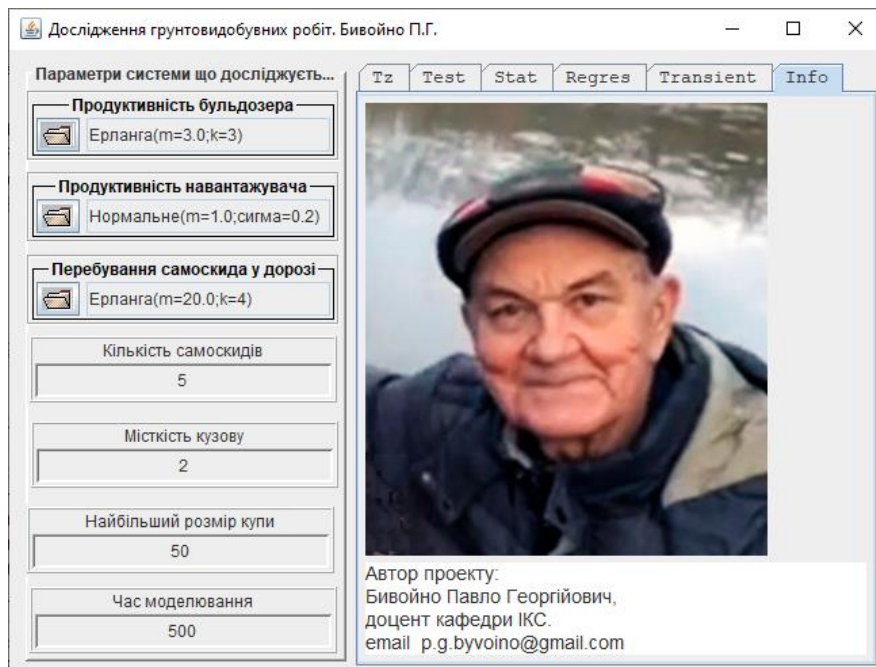 Дослідження грунтовидобувних робіт. Бивойно П.Г.
Параметри системи що досліджуєть...
Продуктивність бульдозера
Ерланга(m=3.0;k=3)
Продуктивність навантажувача
Нормальне(m=1.0;сигма=0.2)
Перебування самоскида у дорозі
Ерланга(m=20.0;k=4)
Кількість самоскидів
5
Місткість кузову
2
Найбільший розмір купи
50
Час моделювання
500
Tz Test Stat Regres Transient Info
Автор проекту:
Бивойно Павло Георгійович,
доцент кафедри ІКС.
email p.g.byvoino@gmail.com